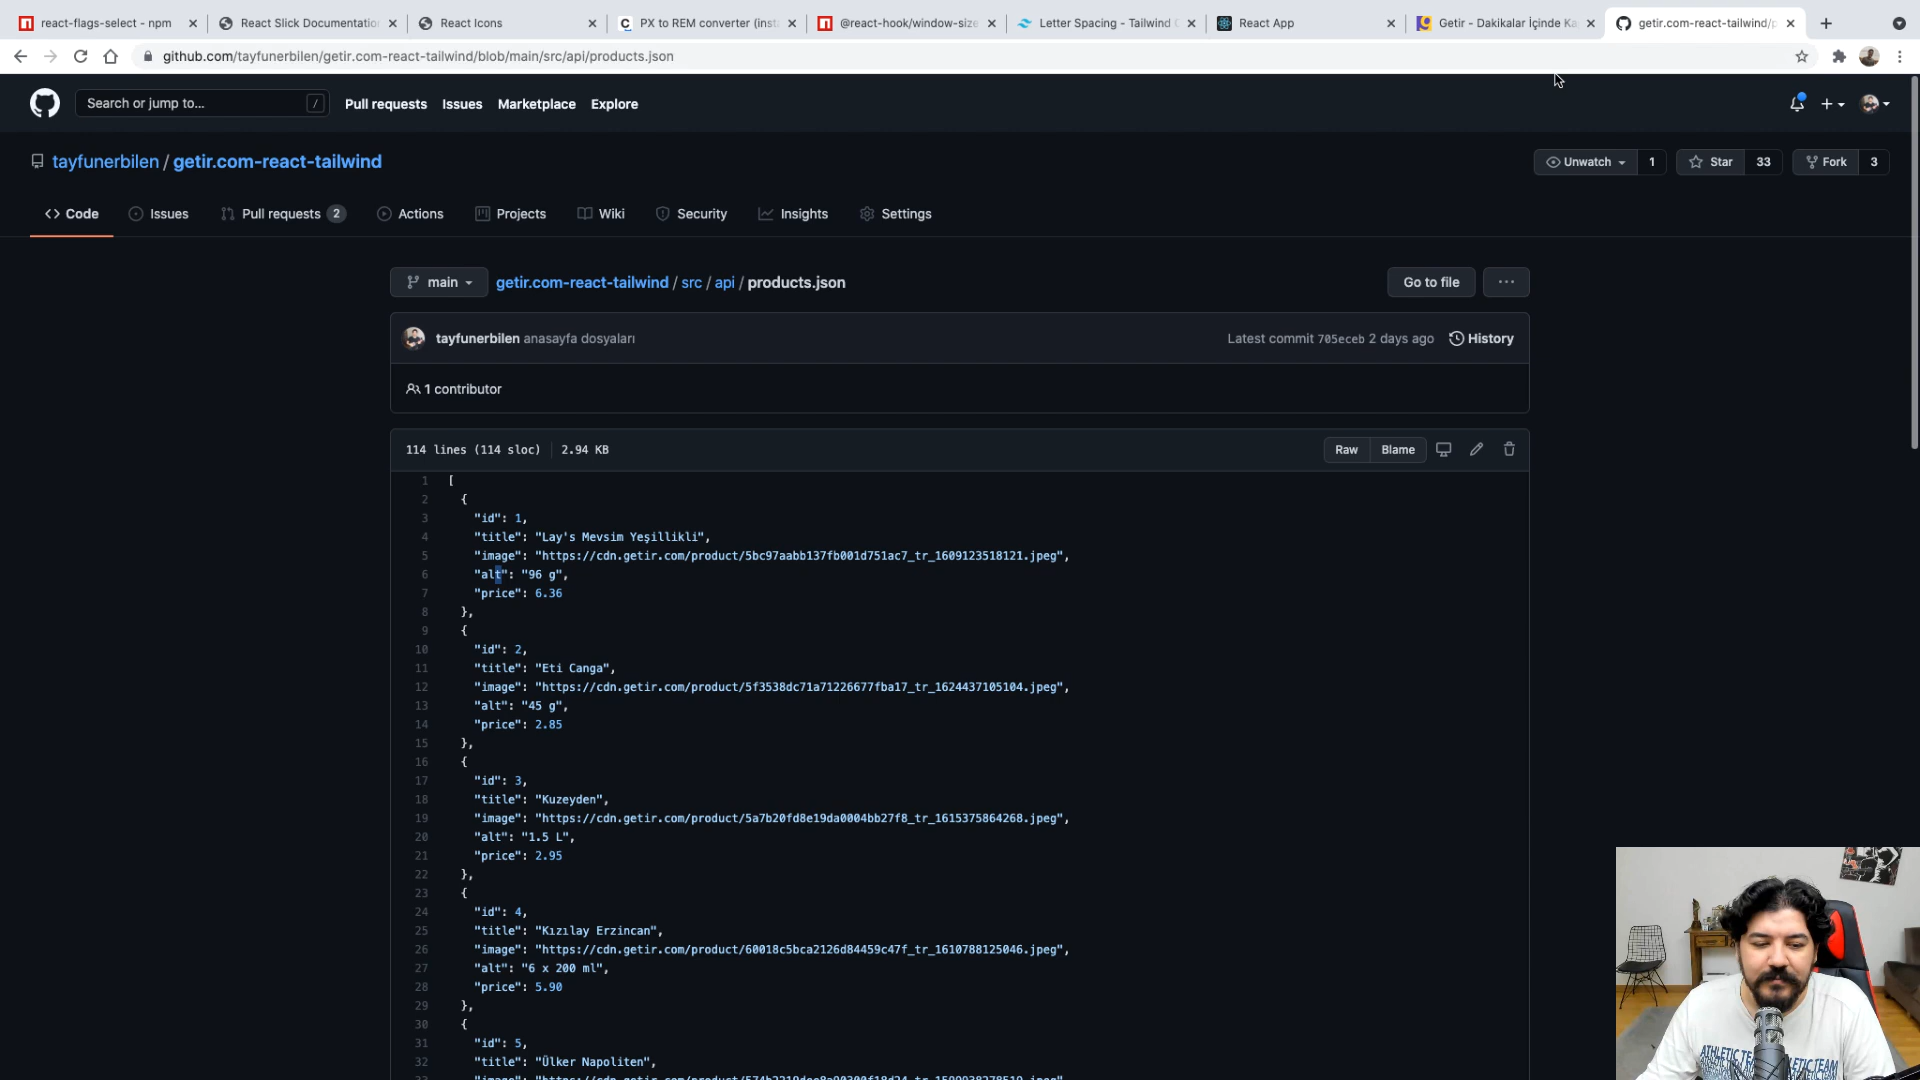 react-flags-select - npm
React Slick Documentatio
React Icons
PX to REM converter (inst
@react-hook/window-size
Letter Spacing - Tailwind C
React App
Getir - Dakikalar İçinde Ka
getir.com-react-tailwind/p
github.com/tayfunerbilen/getir.com-react-tailwind/blob/main/src/api/products.json
Search or jump to... /
Pull requests Issues Marketplace Explore
tayfunerbilen / getir.com-react-tailwind
Unwatch 1 Star 33 Fork 3
Code Issues Pull requests 2 Actions Projects Wiki Security Insights Settings
main getir.com-react-tailwind / src / api / products.json Go to file ...
tayfunerbilen anasayfa dosyaları Latest commit 705eceb 2 days ago History
1 contributor
114 lines (114 sloc) 2.94 KB Raw Blame
1 [
2 {
3 "id": 1,
4 "title": "Lay's Mevsim Yeşillikli",
5 "image": "https://cdn.getir.com/product/5bc97aabb137fb001d751ac7_tr_1609123518121.jpeg",
6 "alt": "96 g",
7 "price": 6.36
8 },
9 {
10 "id": 2,
11 "title": "Eti Canga",
12 "image": "https://cdn.getir.com/product/5f3538dc71a71226677fba17_tr_1624437105104.jpeg",
13 "alt": "45 g",
14 "price": 2.85
15 },
16 {
17 "id": 3,
18 "title": "Kuzeyden",
19 "image": "https://cdn.getir.com/product/5a7b20fd8e19da0004bb27f8_tr_1615375864268.jpeg",
20 "alt": "1.5 L",
21 "price": 2.95
22 },
23 {
24 "id": 4,
25 "title": "Kızılay Erzincan",
26 "image": "https://cdn.getir.com/product/60018c5bca2126d84459c47f_tr_1610788125046.jpeg",
27 "alt": "6 x 200 ml",
28 "price": 5.90
29 },
30 {
31 "id": 5,
32 "title": "Ülker Napoliten",